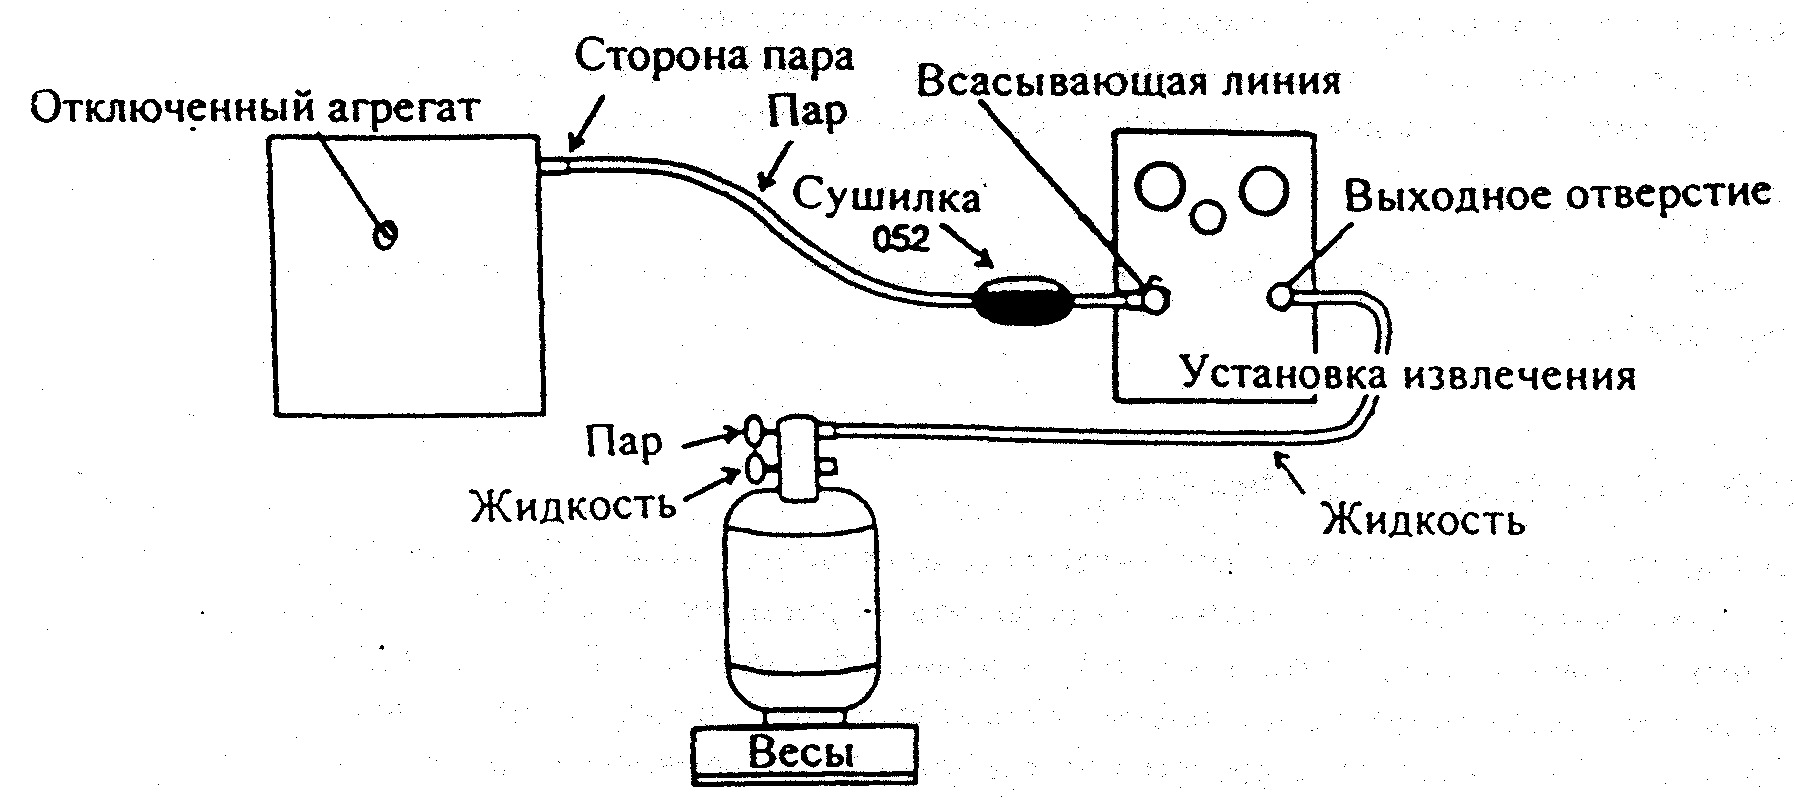 Сторона пара
Отключенный агрегат
Пар
Всасывающая линия
Сушилка
052
Выходное отверстие
Установка извлечения
Пар
Жидкость
Жидкость
Весы